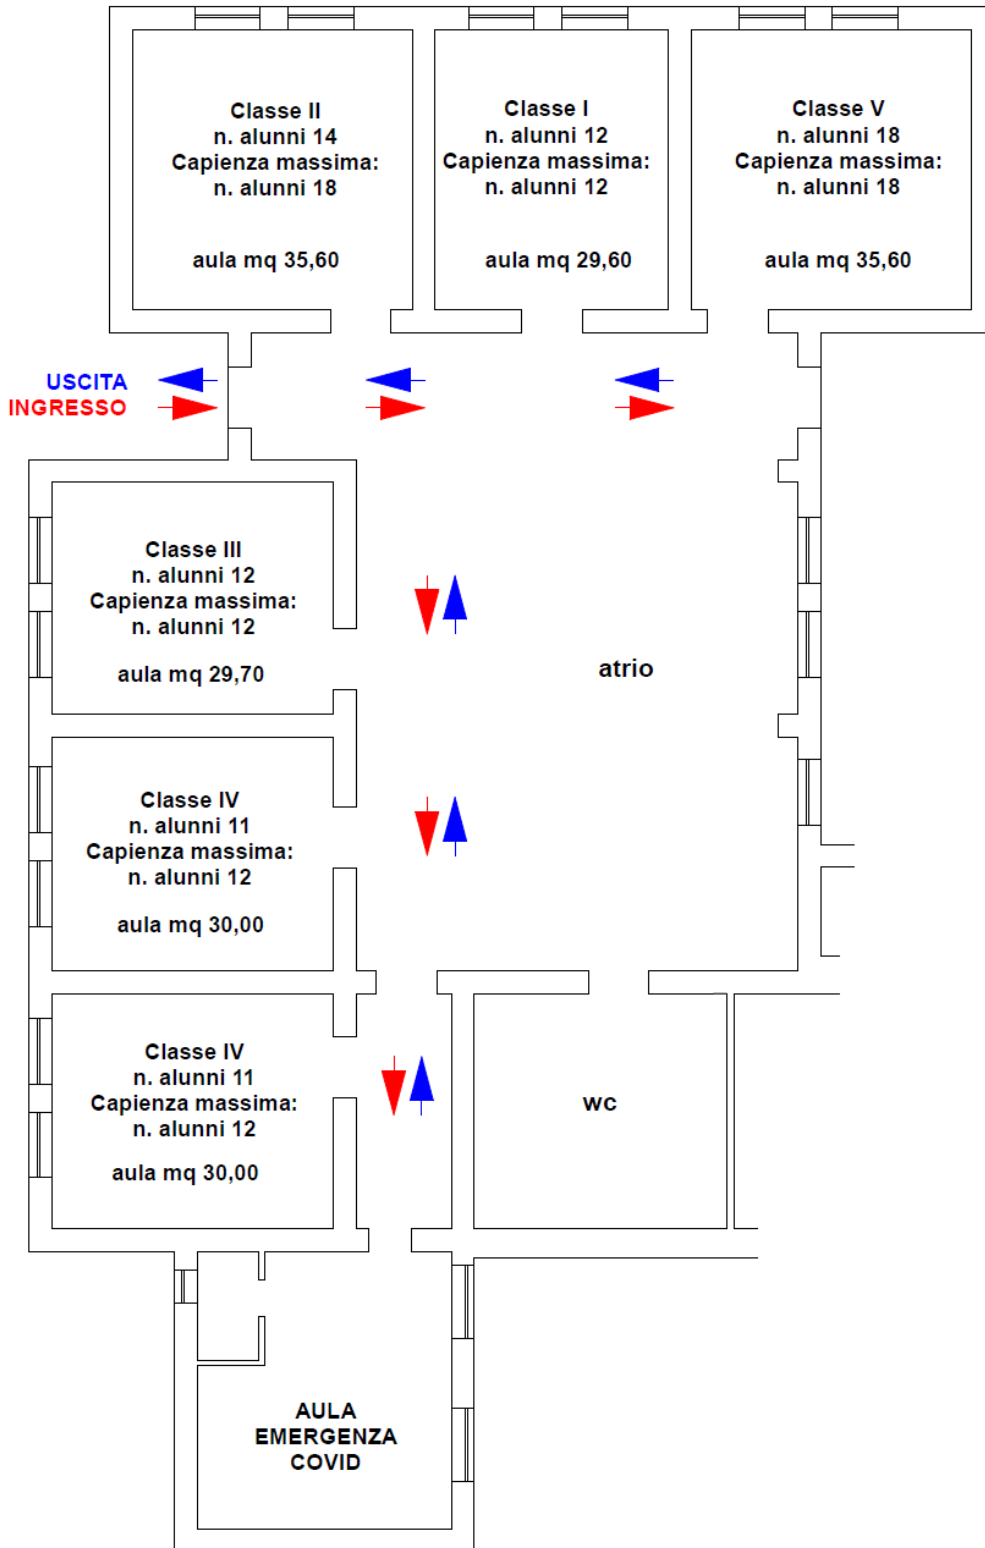 Classe II
n. alunni 14
Capienza massima:
n. alunni 18
aula mq 35,60
Classe I
n. alunni 12
Capienza massima:
n. alunni 12
aula mq 29,60
Classe V
n. alunni 18
Capienza massima:
n. alunni 18
aula mq 35,60
USCITA
INGRESSO
Classe III
n. alunni 12
Capienza massima:
n. alunni 12
aula mq 29,70
atrio
Classe IV
n. alunni 11
Capienza massima:
n. alunni 12
aula mq 30,00
Classe IV
n. alunni 11
Capienza massima:
n. alunni 12
aula mq 30,00
wc
AULA
EMERGENZA
COVID